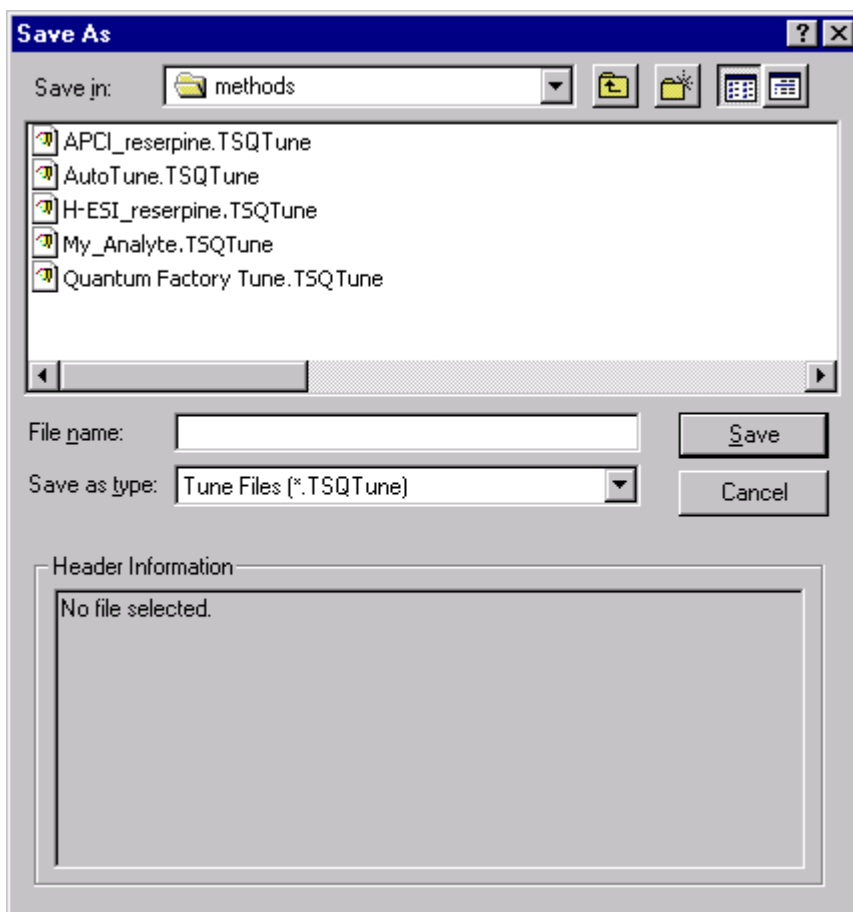 Save As
Save in: methods
APCI_reserpine.TSQTune
AutoTune.TSQTune
H-ESI_reserpine.TSQTune
My_Analyte.TSQTune
Quantum Factory Tune.TSQTune
File name: Save
Save as type: Tune Files (*.TSQTune) Cancel
Header Information
No file selected.